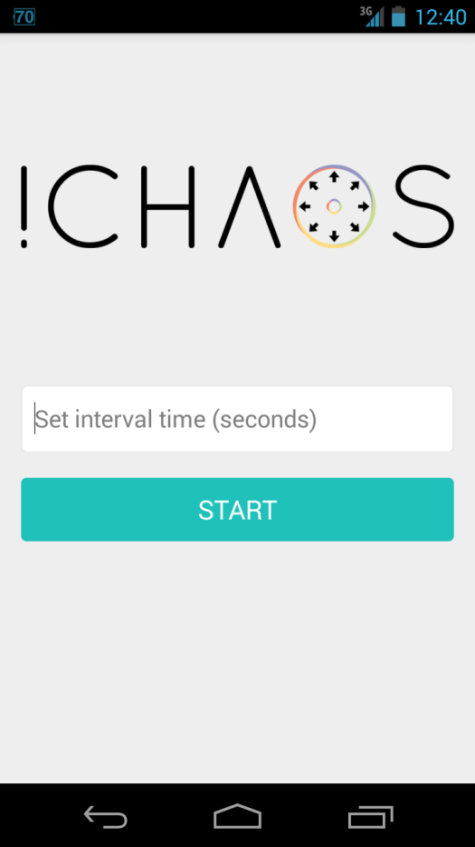 70 3G 12:40
!CHAOS
Set interval time (seconds)
START